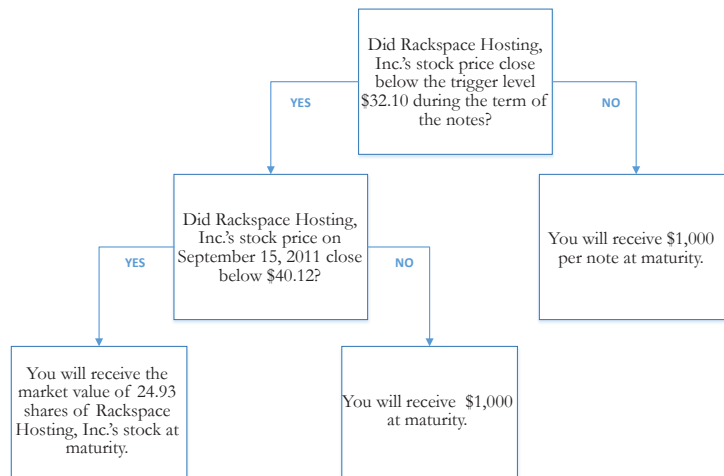 Did Rackspace Hosting,
Inc.'s stock price close
below the trigger level
$32.10 during the term of
the notes?
YES
NO
Did Rackspace Hosting,
Inc.'s stock price on
September 15, 2011 close
below $40.12?
You will receive $1,000
per note at maturity.
YES
NO
You will receive the
market value of 24.93
shares of Rackspace
Hosting, Inc.'s stock at
maturity.
You will receive $1,000
at maturity.